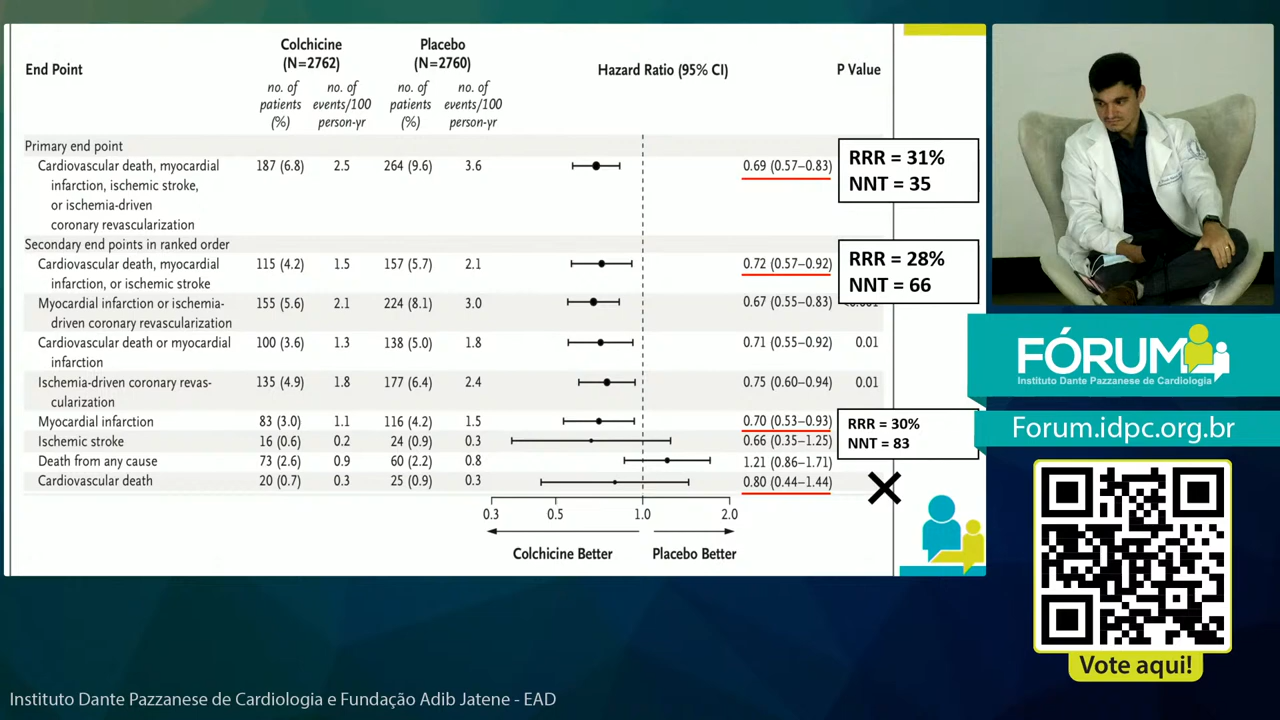 End Point
Colchicine
(N=2762)
Placebo
(N=2760)
Hazard Ratio (95% CI)
P Value
no. of
patients
(%)
no. of
events/100
person-yr
no. of
patients
(%)
no. of
events/100
person-yr
Primary end point
Cardiovascular death, myocardial 187 (6.8) 2.5 264 (9.6) 3.6 0.69 (0.57–0.83)
infarction, ischemic stroke,
or ischemia-driven
coronary revascularization
RRR = 31%
NNT = 35
Secondary end points in ranked order
Cardiovascular death, myocardial 115 (4.2) 1.5 157 (5.7) 2.1 0.72 (0.57–0.92)
infarction, or ischemic stroke
RRR = 28%
NNT = 66
Myocardial infarction or ischemia- 155 (5.6) 2.1 224 (8.1) 3.0 0.67 (0.55–0.83)
driven coronary revascularization
Cardiovascular death or myocardial 100 (3.6) 1.3 138 (5.0) 1.8 0.71 (0.55–0.92) 0.01
infarction
Ischemia-driven coronary revas- 135 (4.9) 1.8 177 (6.4) 2.4 0.75 (0.60–0.94) 0.01
cularization
Myocardial infarction 83 (3.0) 1.1 116 (4.2) 1.5 0.70 (0.53–0.93)
RRR = 30%
NNT = 83
Ischemic stroke 16 (0.6) 0.2 24 (0.9) 0.3 0.66 (0.35–1.25)
Death from any cause 73 (2.6) 0.9 60 (2.2) 0.8 1.21 (0.86–1.71)
Cardiovascular death 20 (0.7) 0.3 25 (0.9) 0.3 0.80 (0.44–1.44)
0.3 0.5 1.0 2.0
Colchicine Better Placebo Better
FÓRUM
Instituto Dante Pazzanese de Cardiologia
Forum.idpc.org.br
Vote aqui!
Instituto Dante Pazzanese de Cardiologia e Fundação Adib Jatene - EAD